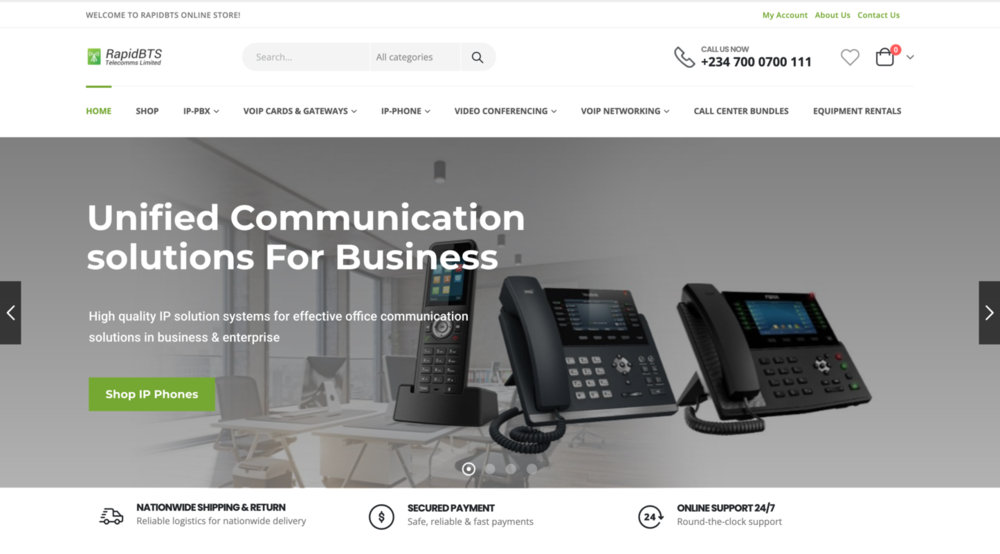 WELCOME TO RAPIDBTS ONLINE STORE!
My Account About Us Contact Us
RapidBTS
Telecomms Limited
Search...
All categories
CALL US NOW
+234 700 0700 111
0
HOME SHOP IP-PBX VOIP CARDS & GATEWAYS IP-PHONE VIDEO CONFERENCING VOIP NETWORKING CALL CENTER BUNDLES EQUIPMENT RENTALS
Unified Communication
solutions For Business
High quality IP solution systems for effective office communication
solutions in business & enterprise
Shop IP Phones
NATIONWIDE SHIPPING & RETURN
Reliable logistics for nationwide delivery
$
SECURED PAYMENT
Safe, reliable & fast payments
24
ONLINE SUPPORT 24/7
Round-the-clock support